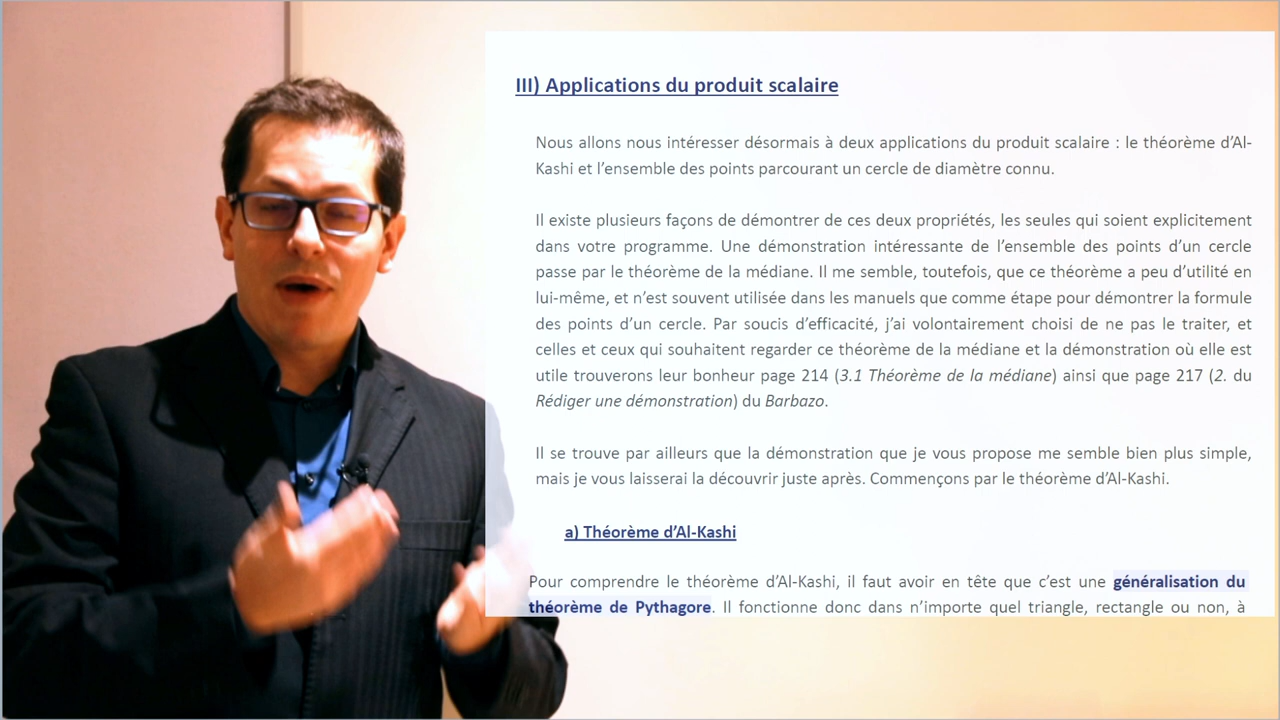 III) Applications du produit scalaire
Nous allons nous intéresser désormais à deux applications du produit scalaire : le théorème d’Al-
Kashi et l’ensemble des points parcourant un cercle de diamètre connu.
Il existe plusieurs façons de démontrer de ces deux propriétés, les seules qui soient explicitement
dans votre programme. Une démonstration intéressante de l’ensemble des points d’un cercle
passe par le théorème de la médiane. Il me semble, toutefois, que ce théorème a peu d’utilité en
lui-même, et n’est souvent utilisée dans les manuels que comme étape pour démontrer la formule
des points d’un cercle. Par soucis d’efficacité, j’ai volontairement choisi de ne pas le traiter, et
celles et ceux qui souhaitent regarder ce théorème de la médiane et la démonstration où elle est
utile trouverons leur bonheur page 214 (3.1 Théorème de la médiane) ainsi que page 217 (2. du
Rédiger une démonstration) du Barbazo.
Il se trouve par ailleurs que la démonstration que je vous propose me semble bien plus simple,
mais je vous laisserai la découvrir juste après. Commençons par le théorème d’Al-Kashi.
a) Théorème d’Al-Kashi
Pour comprendre le théorème d’Al-Kashi, il faut avoir en tête que c’est une généralisation du
théorème de Pythagore. Il fonctionne donc dans n’importe quel triangle, rectangle ou non, à